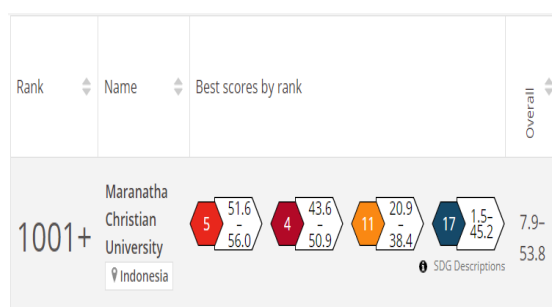 Rank Name Best scores by rank Overall
1001+
Maranatha
Christian
University
Indonesia
5 51.6
–
56.0
4 43.6
–
50.9
11 20.9
–
38.4
17 1.5–
45.2
SDG Descriptions
7.9–
53.8